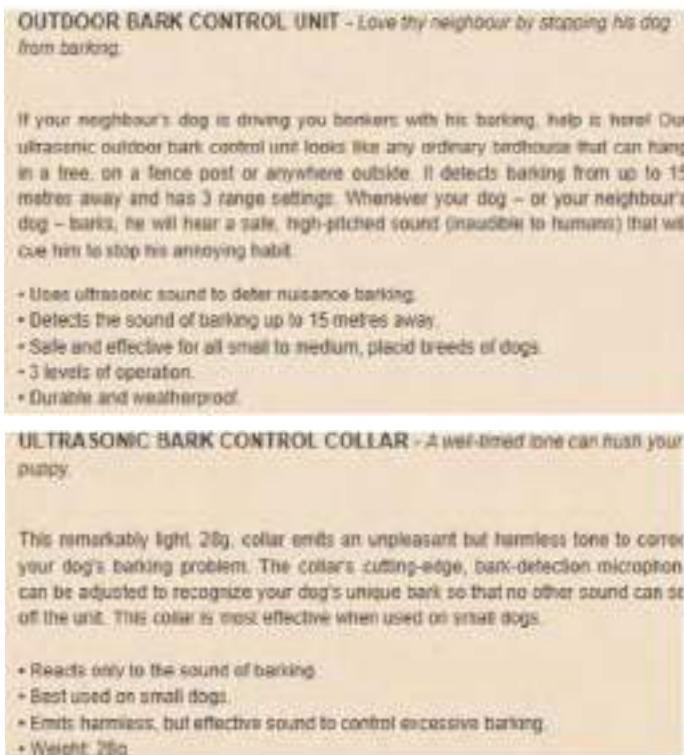 OUTDOOR BARK CONTROL UNIT - Love thy neighbour by stopping his dog
from barking.
If your neighbour's dog is driving you bonkers with his barking, help is here! Our
ultrasonic outdoor bark control unit looks like any ordinary birdhouse that can hang
in a tree, on a fence post or anywhere outside. It detects barking from up to 15
metres away and has 3 range settings. Whenever your dog – or your neighbour's
dog – barks, he will hear a safe, high-pitched sound (inaudible to humans) that will
cue him to stop his annoying habit.
• Uses ultrasonic sound to deter nuisance barking.
• Detects the sound of barking up to 15 metres away.
• Safe and effective for all small to medium, placid breeds of dogs.
• 3 levels of operation.
• Durable and weatherproof.
ULTRASONIC BARK CONTROL COLLAR - A well-timed tone can hush your
puppy.
This remarkably light, 28g, collar emits an unpleasant but harmless tone to correc
your dog's barking problem. The collar's cutting-edge, bark-detection microphon
can be adjusted to recognize your dog's unique bark so that no other sound can se
off the unit. This collar is most effective when used on small dogs.
• Reacts only to the sound of barking
• Best used on small dogs.
• Emits harmless, but effective sound to control excessive barking.
• Weight: 28g